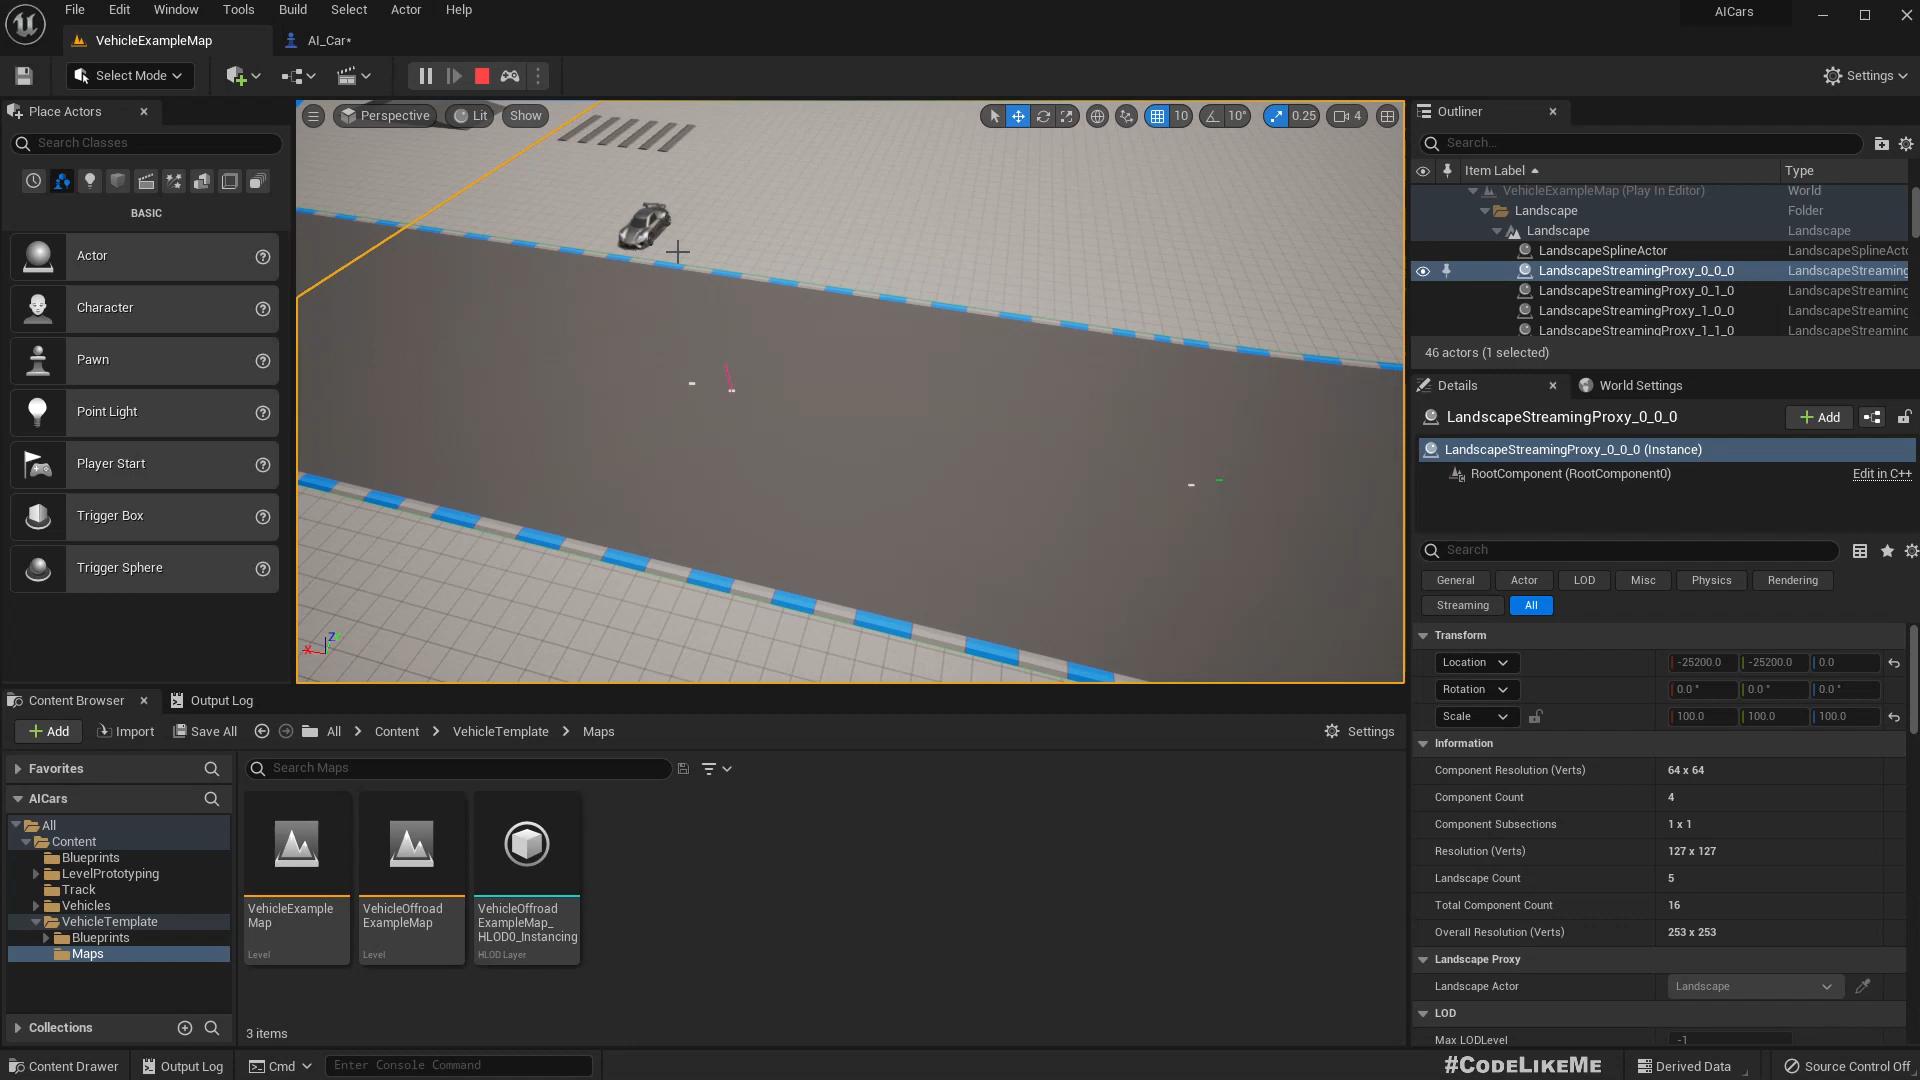 File Edit Window Tools Build Select Actor Help
AICars
VehicleExampleMap
AI_Car*
Select Mode
Settings
Place Actors
Search Classes
BASIC
Actor
Character
Pawn
Point Light
Player Start
Trigger Box
Trigger Sphere
Perspective
Lit
Show
10
10°
0.25
4
Z
X
Outliner
Search...
Item Label
Type
VehicleExampleMap (Play In Editor)
World
Landscape
Folder
Landscape
Landscape
LandscapeSplineActor
LandscapeSplineActo
LandscapeStreamingProxy_0_0_0
LandscapeStreaming
LandscapeStreamingProxy_0_1_0
LandscapeStreaming
LandscapeStreamingProxy_1_0_0
LandscapeStreaming
LandscapeStreamingProxy_1_1_0
LandscapeStreaming
46 actors (1 selected)
Details
World Settings
LandscapeStreamingProxy_0_0_0
Add
LandscapeStreamingProxy_0_0_0 (Instance)
RootComponent (RootComponent0)
Edit in C++
Search
General
Actor
LOD
Misc
Physics
Rendering
Streaming
All
Transform
Location
-25200.0
-25200.0
0.0
Rotation
0.0 °
0.0 °
0.0 °
Scale
100.0
100.0
100.0
Information
Component Resolution (Verts)
64 x 64
Component Count
4
Component Subsections
1 x 1
Resolution (Verts)
127 x 127
Landscape Count
5
Total Component Count
16
Overall Resolution (Verts)
253 x 253
Landscape Proxy
Landscape Actor
Landscape
LOD
Max LODLevel
-1
Content Browser
Output Log
Add
Import
Save All
All
Content
VehicleTemplate
Maps
Settings
Favorites
AICars
All
Content
Blueprints
LevelPrototyping
Track
Vehicles
VehicleTemplate
Blueprints
Maps
Collections
Search Maps
VehicleExample
Map
Level
VehicleOffroad
ExampleMap
Level
VehicleOffroad
ExampleMap_
HLOD0_Instancing
HLOD Layer
3 items
Content Drawer
Output Log
Cmd
Enter Console Command
#CODELIKEME
Derived Data
Source Control Off